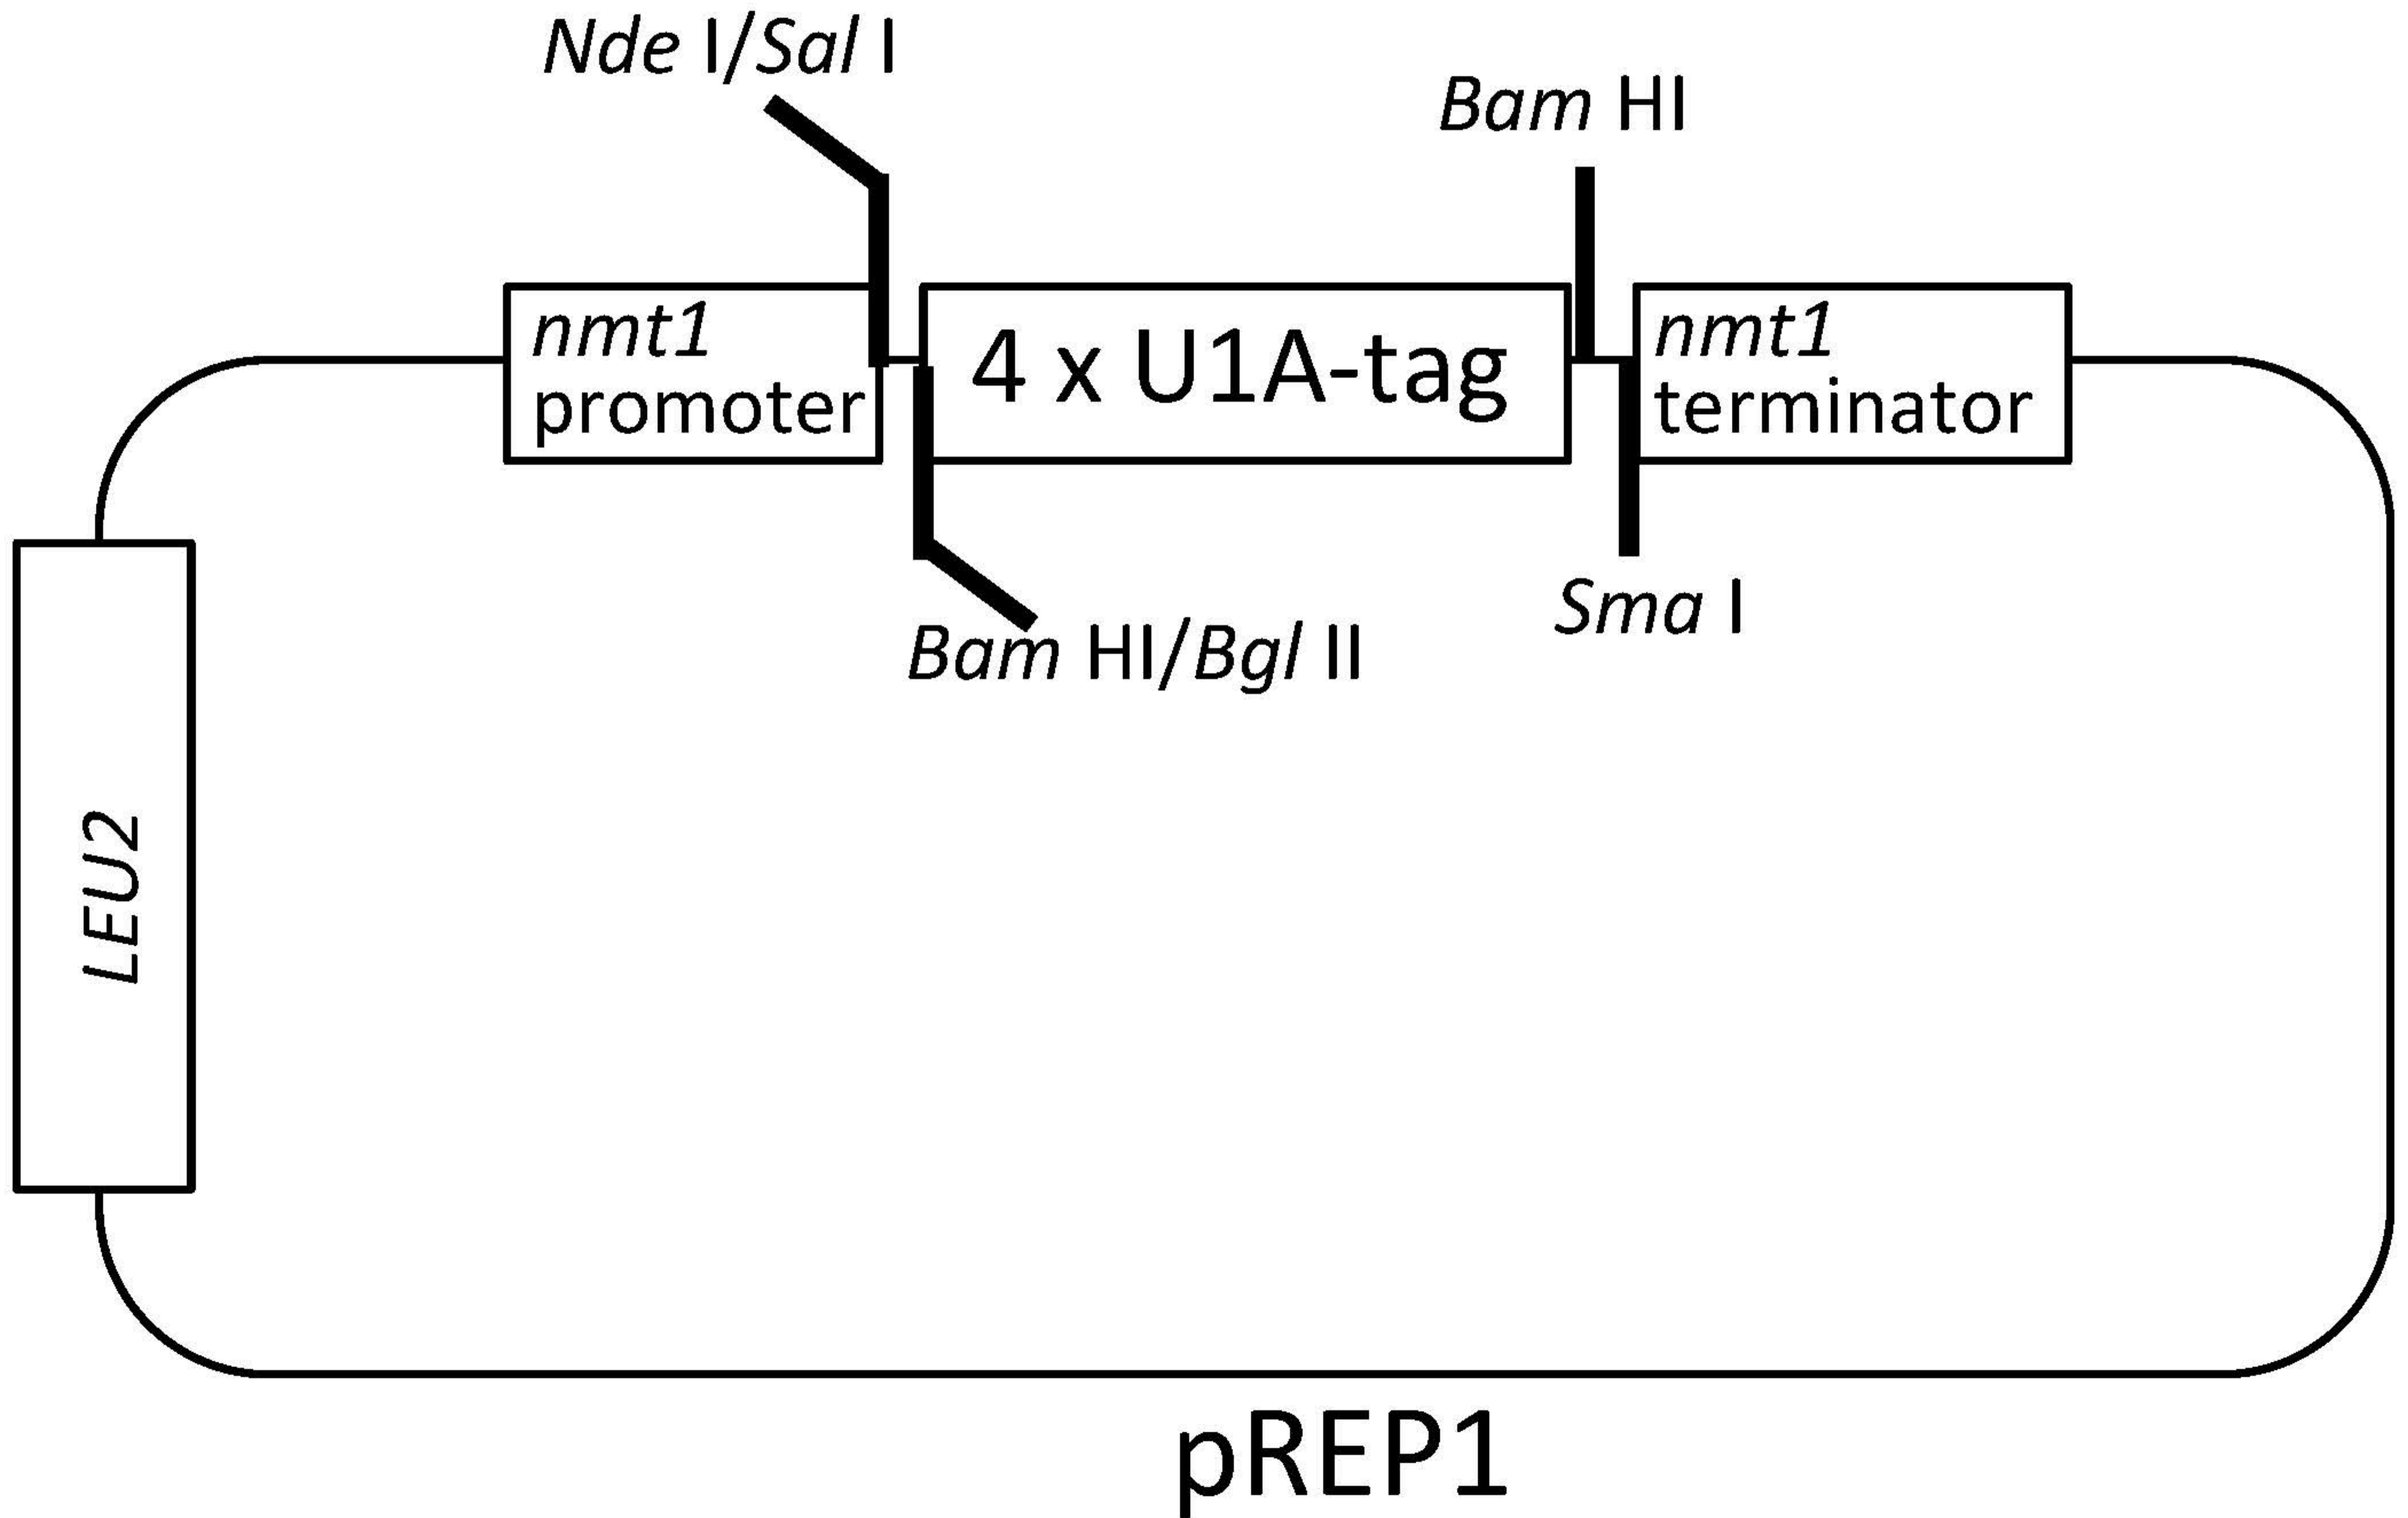 Nde I/Sal I
Bam HI
nmt1
promoter
4 x U1A-tag
nmt1
terminator
Bam HI/Bgl II
Sma I
LEU2
pREP1